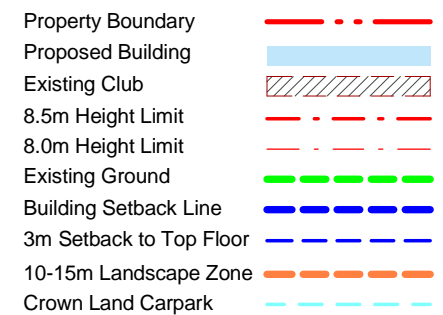 Property Boundary
Proposed Building
Existing Club
8.5m Height Limit
8.0m Height Limit
Existing Ground
Building Setback Line
3m Setback to Top Floor
10-15m Landscape Zone
Crown Land Carpark